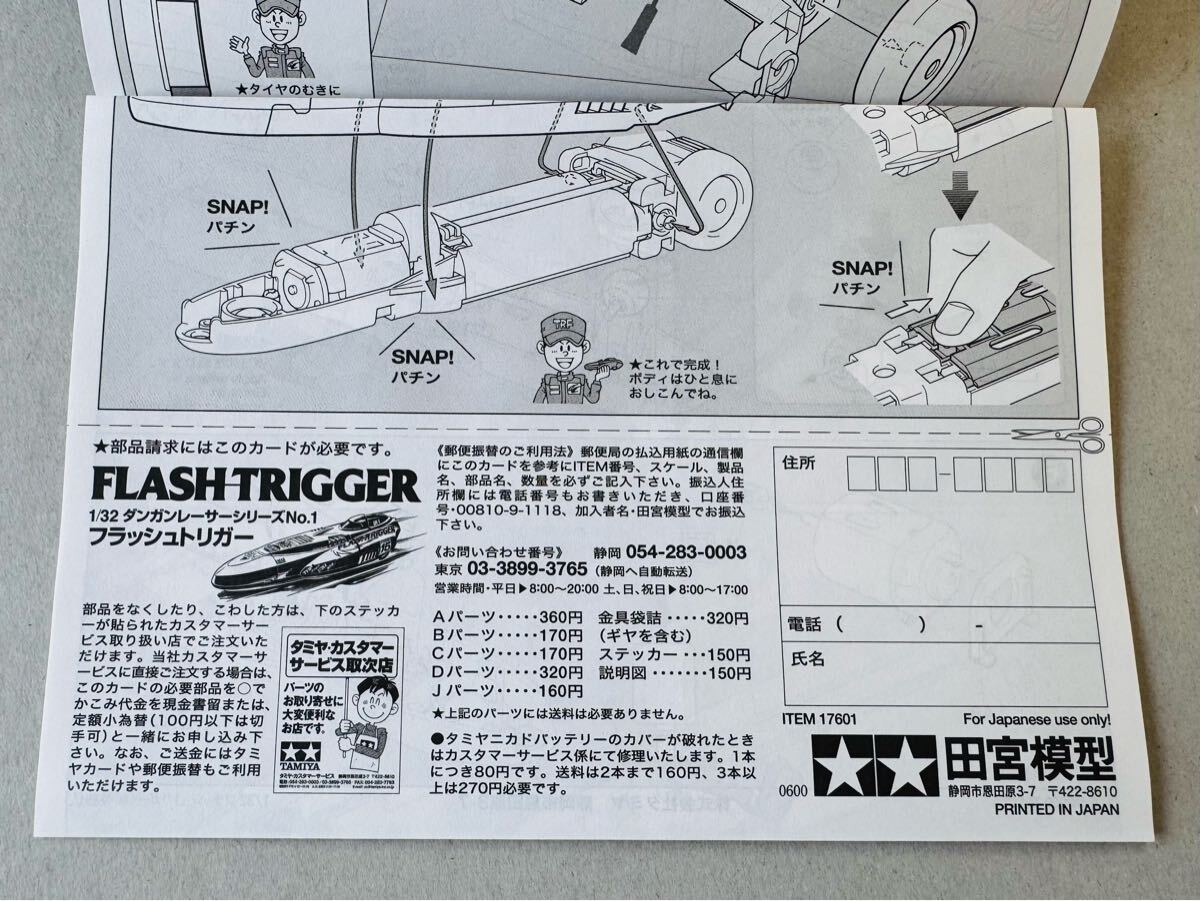 ★タイヤのむきに
SNAP!
パチン
SNAP!
パチン
SNAP!
パチン
TRF
★これで完成！
ボディはひと息に
おしこんでね。
★部品請求にはこのカードが必要です。
FLASH-TRIGGER
1/32 ダンガンレーサーシリーズNo.1
フラッシュトリガー
部品をなくしたり、こわした方は、下のステッカ
ーが貼られたカスタマーサー
ビス取り扱い店でご注文いた
だけます。当社カスタマーサ
ービスに直接ご注文する場合は、
このカードの必要部品を○で
かこみ代金を現金書留または、
定額小為替（100円以下は切
手可）と一緒にお申し込み下
さい。なお、ご送金にはタミ
ヤカードや郵便振替もご利用
いただけます。
タミヤ・カスタマー
サービス取次店
パーツの
お取り寄せに
大変便利な
お店です。
TAMIYA
《郵便振替のご利用法》郵便局の払込用紙の通信欄
にこのカードを参考にITEM番号、スケール、製品
名、部品名、数量を必ずご記入下さい。振込人住
所欄には電話番号もお書きいただき、口座番
号・00810-9-1118、加入者名・田宮模型でお振込
下さい。
《お問い合わせ番号》 静岡 054-283-0003
東京 03-3899-3765（静岡へ自動転送）
営業時間・平日▶8:00〜20:00 土、日、祝日▶8:00〜17:00
Aパーツ・・・・・360円 金具袋詰・・・・・320円
Bパーツ・・・・・170円 （ギヤを含む）
Cパーツ・・・・・170円 ステッカー・・・150円
Dパーツ・・・・・320円 説明図・・・・・・・150円
Jパーツ・・・・・160円
★上記のパーツには送料は必要ありません。
●タミヤニカドバッテリーのカバーが破れたとき
はカスタマーサービス係にて修理いたします。1本
につき80円です。送料は2本まで160円、3本以
上は270円必要です。
住所
電話（ ） -
氏名
ITEM 17601 For Japanese use only!
0600 田宮模型
静岡市恩田原3-7 〒422-8610
PRINTED IN JAPAN